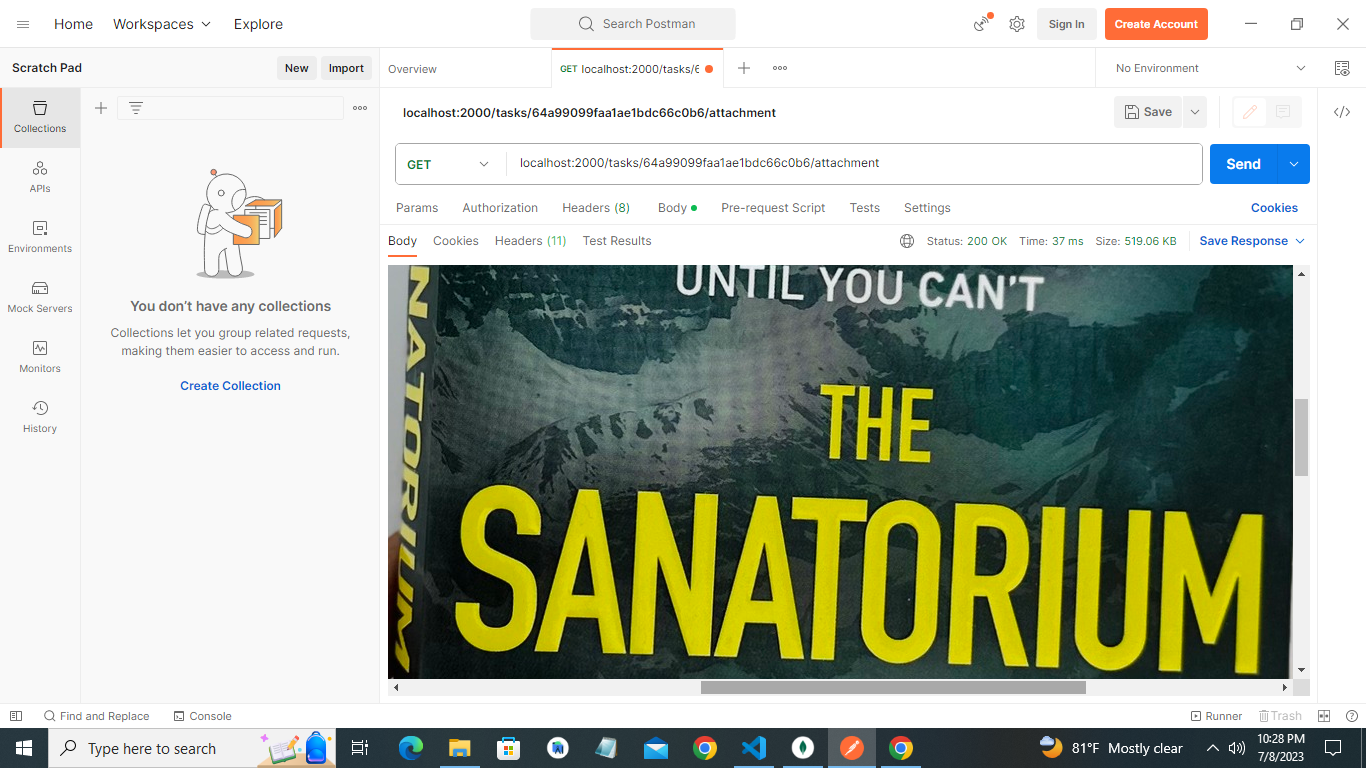 Home
Workspaces
Explore
Search Postman
Sign In
Create Account
Scratch Pad
New
Import
Overview
GET localhost:2000/tasks/6
No Environment
Collections
APIs
Environments
Mock Servers
Monitors
History
You don't have any collections
Collections let you group related requests,
making them easier to access and run.
Create Collection
localhost:2000/tasks/64a99099faa1ae1bdc66c0b6/attachment
Save
GET
localhost:2000/tasks/64a99099faa1ae1bdc66c0b6/attachment
Send
Params
Authorization
Headers (8)
Body
Pre-request Script
Tests
Settings
Cookies
Body
Cookies
Headers (11)
Test Results
Status: 200 OK
Time: 37 ms
Size: 519.06 KB
Save Response
UNTIL YOU CAN'T
THE
SANATORIUM
NATORIUM
Find and Replace
Console
Runner
Trash
Type here to search
81°F Mostly clear
10:28 PM
7/8/2023